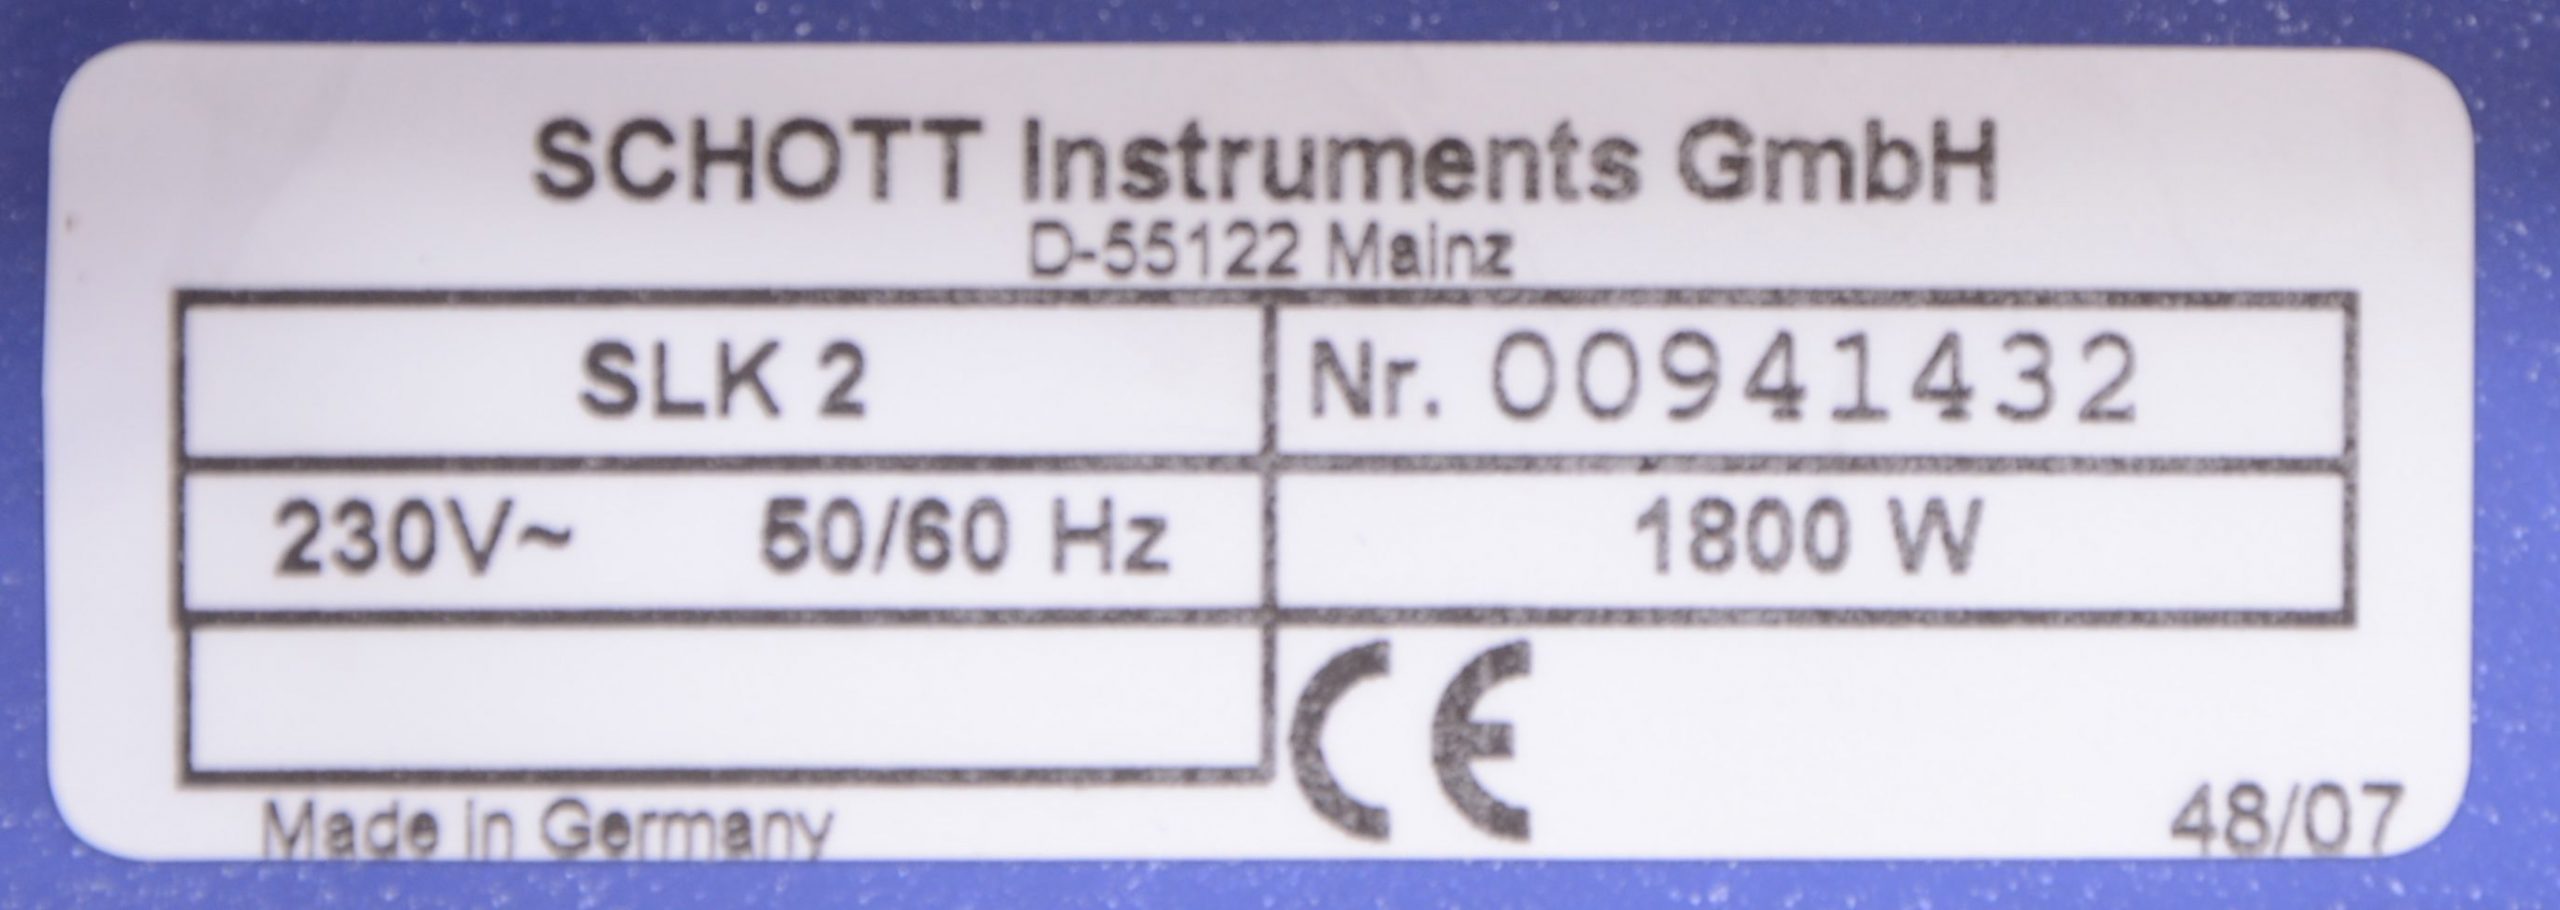 SCHOTT Instruments GmbH
D-55122 Mainz
SLK 2
Nr. 00941432
230V~ 50/60 Hz
1800 W
CE
Made in Germany
48/07